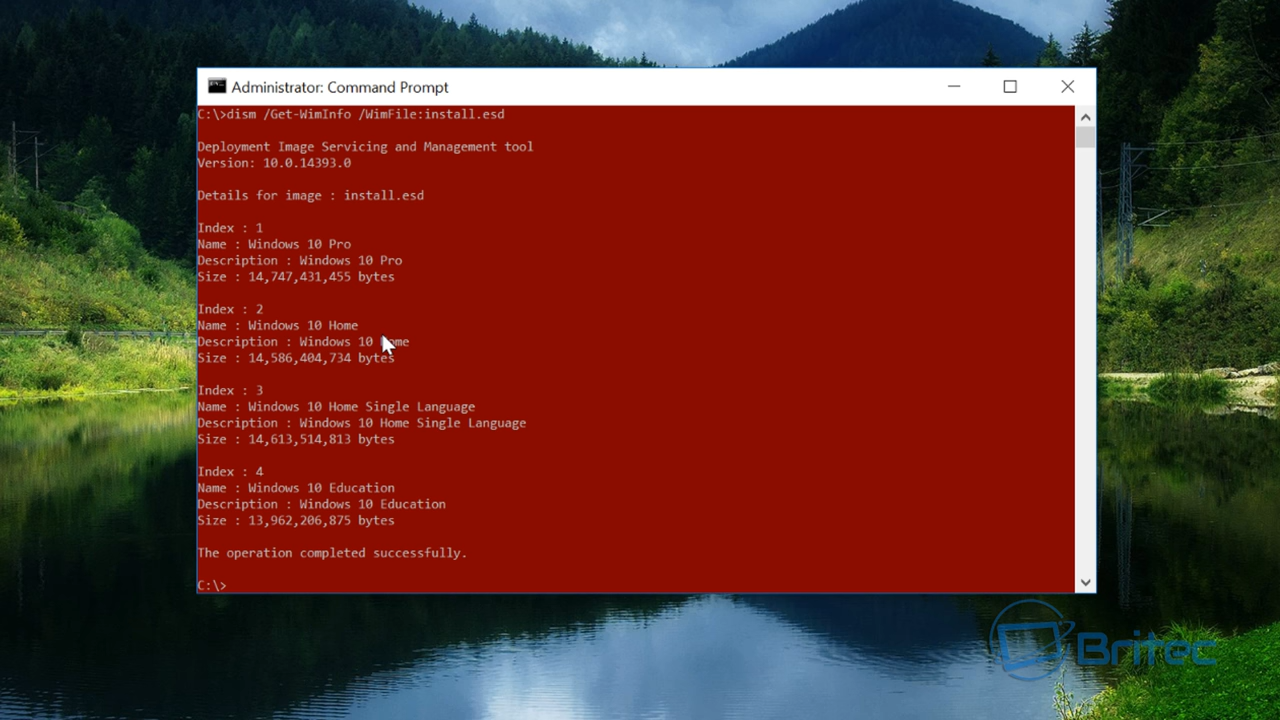 Administrator: Command Prompt
C:\>dism /Get-WimInfo /WimFile:install.esd
Deployment Image Servicing and Management tool
Version: 10.0.14393.0
Details for image : install.esd
Index : 1
Name : Windows 10 Pro
Description : Windows 10 Pro
Size : 14,747,431,455 bytes
Index : 2
Name : Windows 10 Home
Description : Windows 10 Home
Size : 14,586,404,734 bytes
Index : 3
Name : Windows 10 Home Single Language
Description : Windows 10 Home Single Language
Size : 14,613,514,813 bytes
Index : 4
Name : Windows 10 Education
Description : Windows 10 Education
Size : 13,962,206,875 bytes
The operation completed successfully.
C:\>
Britec